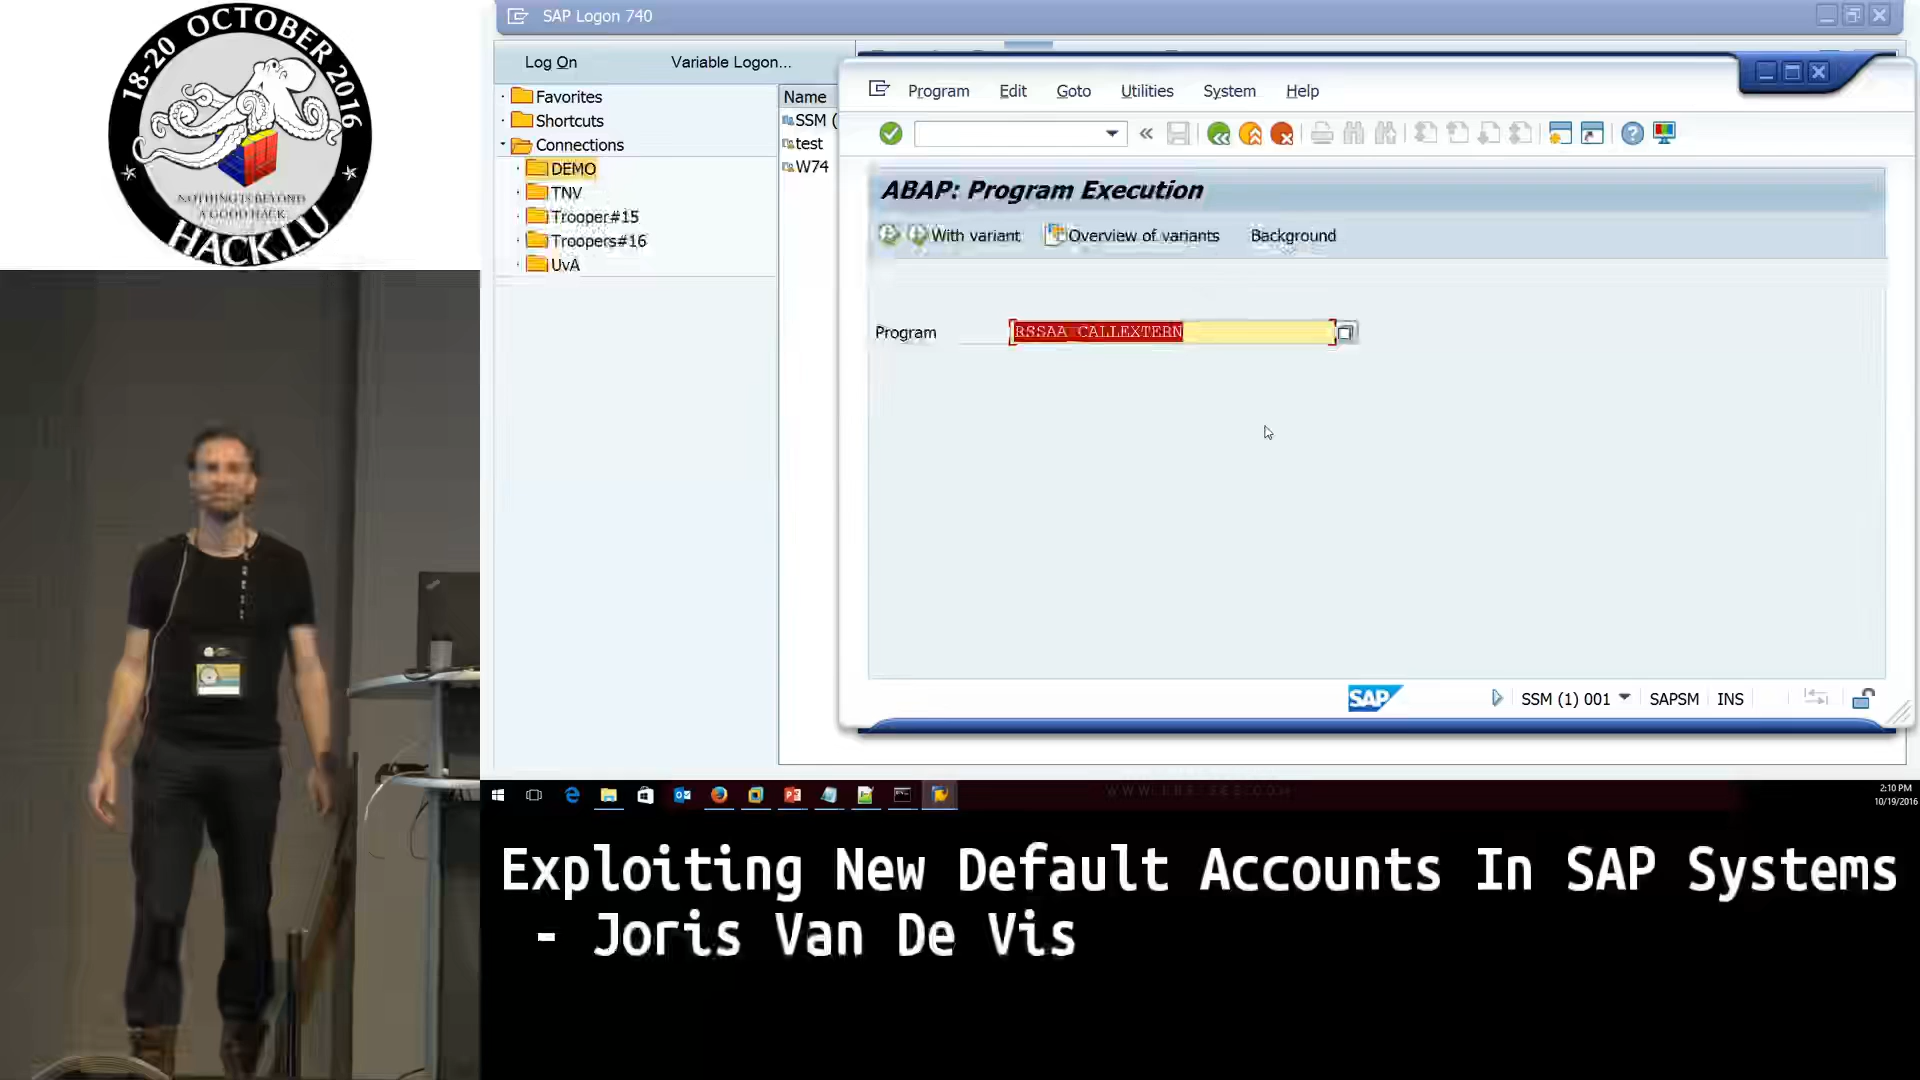 18-20 OCTOBER 2016
NOTHING IS BEYOND
A GOOD HACK.
HACK.LU
SAP Logon 740
Log On
Variable Logon...
Favorites
Shortcuts
Connections
DEMO
TNV
Trooper#15
Troopers#16
UvA
Name
SSM (
test
W74
Program
Edit
Goto
Utilities
System
Help
ABAP: Program Execution
With variant
Overview of variants
Background
Program
RSSAA_CALLEXTERN
SAP
SSM (1) 001
SAPSM
INS
2:10 PM
10/19/2016
Exploiting New Default Accounts In SAP Systems
- Joris Van De Vis